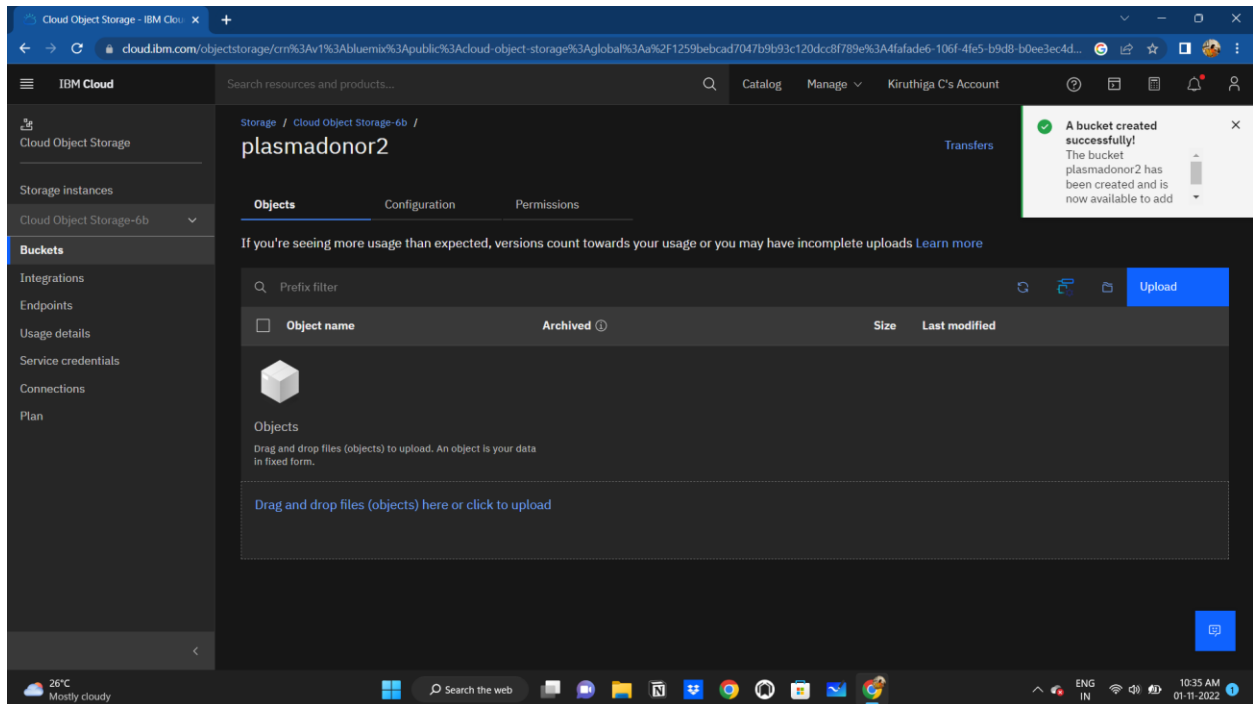 Cloud Object Storage - IBM Clou
cloud.ibm.com/objectstorage/crn%3Av1%3Abluemix%3Apublic%3Acloud-object-storage%3Aglobal%3Aa%2F1259bebcad7047b9b93c120dcc8f789e%3A4fafade6-106f-4fe5-b9d8-b0ee3ec4d...
IBM Cloud
Search resources and products...
Catalog
Manage
Kiruthiga C's Account
Cloud Object Storage
Storage instances
Cloud Object Storage-6b
Buckets
Integrations
Endpoints
Usage details
Service credentials
Connections
Plan
Storage / Cloud Object Storage-6b /
plasmadonor2
Transfers
A bucket created
successfully!
The bucket
plasmadonor2 has
been created and is
now available to add
Objects
Configuration
Permissions
If you're seeing more usage than expected, versions count towards your usage or you may have incomplete uploads Learn more
Prefix filter
Upload
Object name
Archived
Size
Last modified
Objects
Drag and drop files (objects) to upload. An object is your data
in fixed form.
Drag and drop files (objects) here or click to upload
26°C
Mostly cloudy
Search the web
ENG
IN
10:35 AM
01-11-2022
1